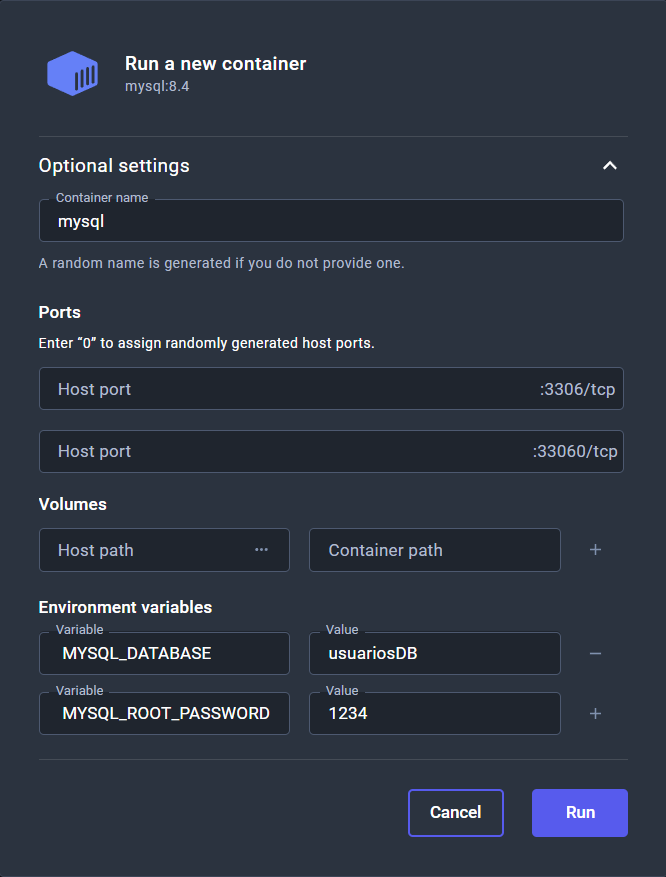 Run a new container
mysql:8.4
Optional settings
Container name
mysql
A random name is generated if you do not provide one.
Ports
Enter “0” to assign randomly generated host ports.
Host port :3306/tcp
Host port :33060/tcp
Volumes
Host path ··· Container path +
Environment variables
Variable Value
MYSQL_DATABASE usuariosDB −
Variable Value
MYSQL_ROOT_PASSWORD 1234 +
Cancel Run